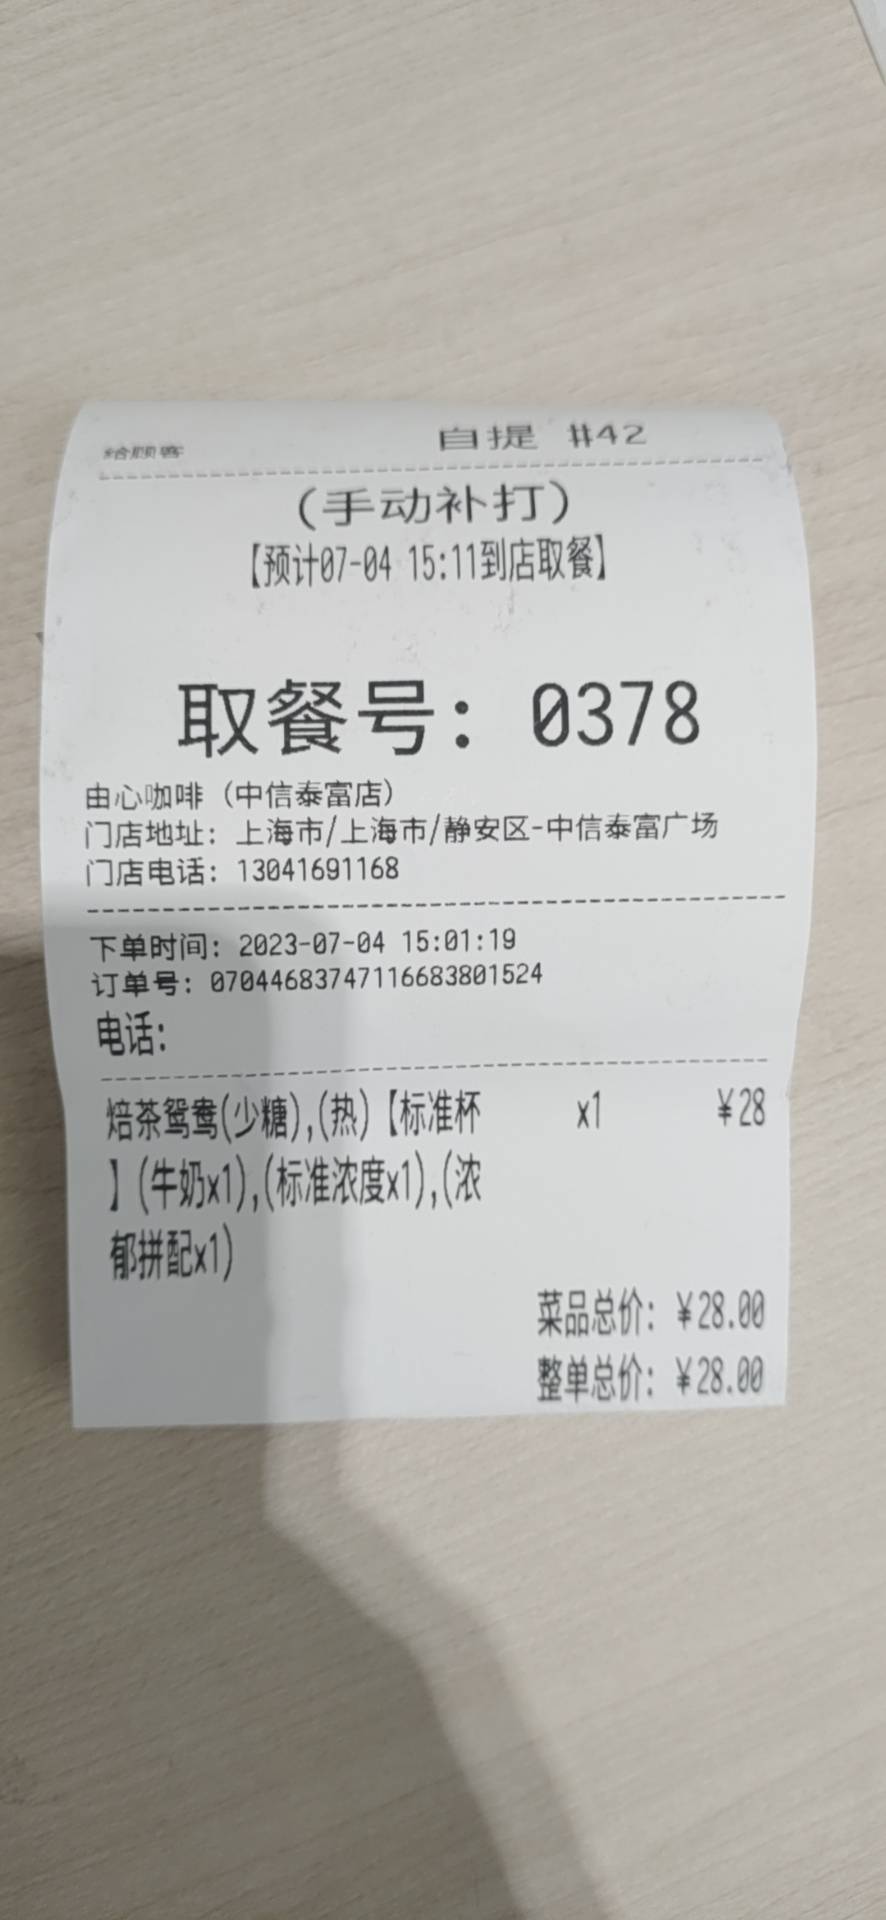 给顾客 自提 #42
(手动补打)
【预计07-04 15:11到店取餐】
取餐号: 0378
由心咖啡 (中信泰富店)
门店地址: 上海市/上海市/静安区-中信泰富广场
门店电话: 13041691168
下单时间: 2023-07-04 15:01:19
订单号: 07044683747116683801524
电话:
焙茶鸳鸯(少糖),(热)【标准杯 x1 ¥28
】(牛奶x1),(标准浓度x1),(浓
郁拼配x1)
菜品总价: ¥28.00
整单总价: ¥28.00